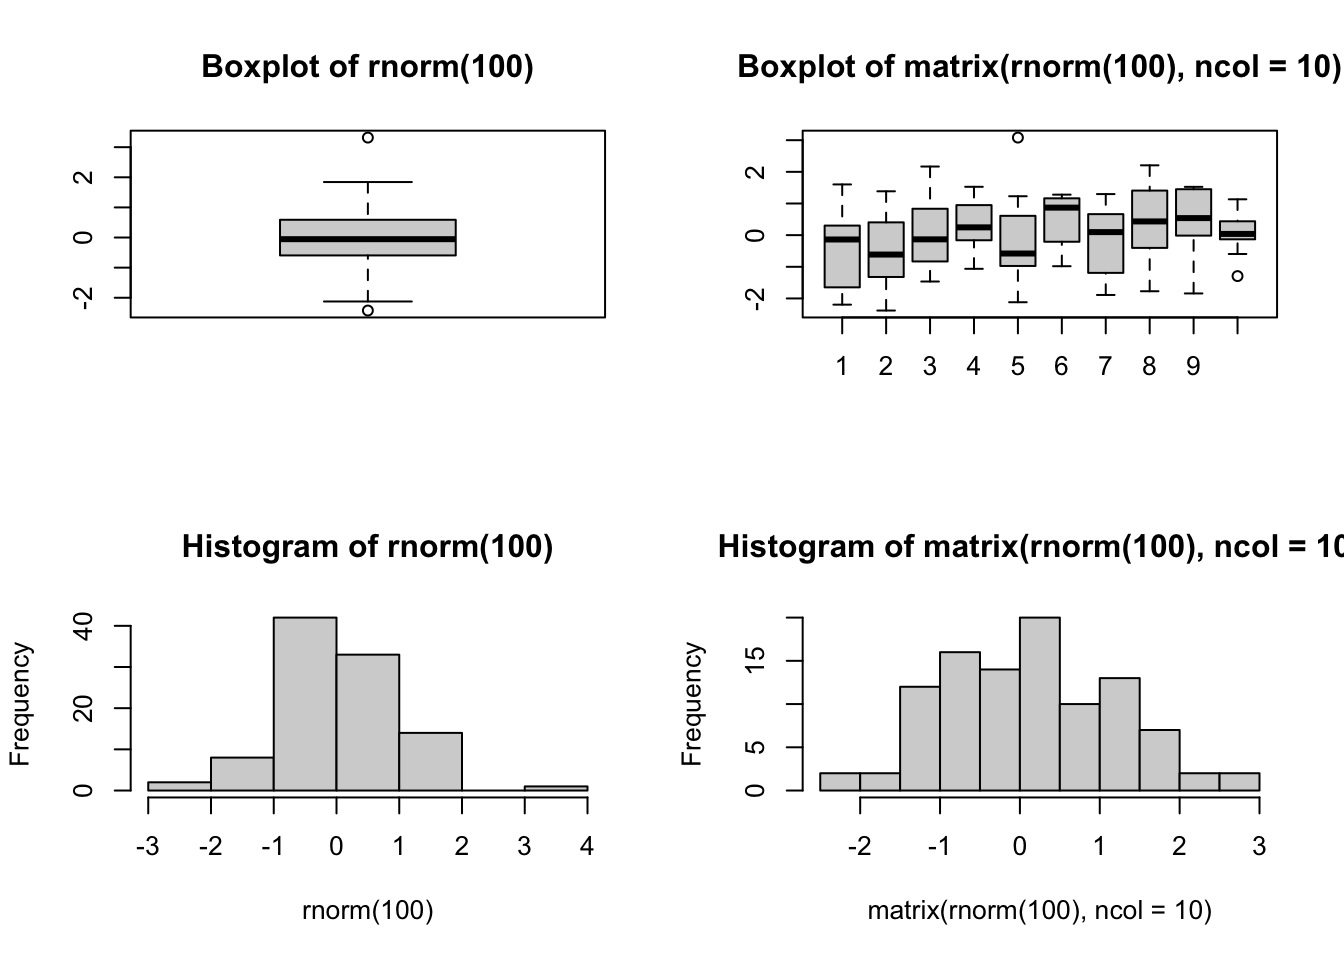 Boxplot of rnorm(100)
2
0
-2
Boxplot of matrix(rnorm(100), ncol = 10)
2
0
-2
1 2 3 4 5 6 7 8 9
Histogram of rnorm(100)
Frequency
40
20
0
-3 -2 -1 0 1 2 3 4
rnorm(100)
Histogram of matrix(rnorm(100), ncol = 10
Frequency
15
5
0
-2 -1 0 1 2 3
matrix(rnorm(100), ncol = 10)